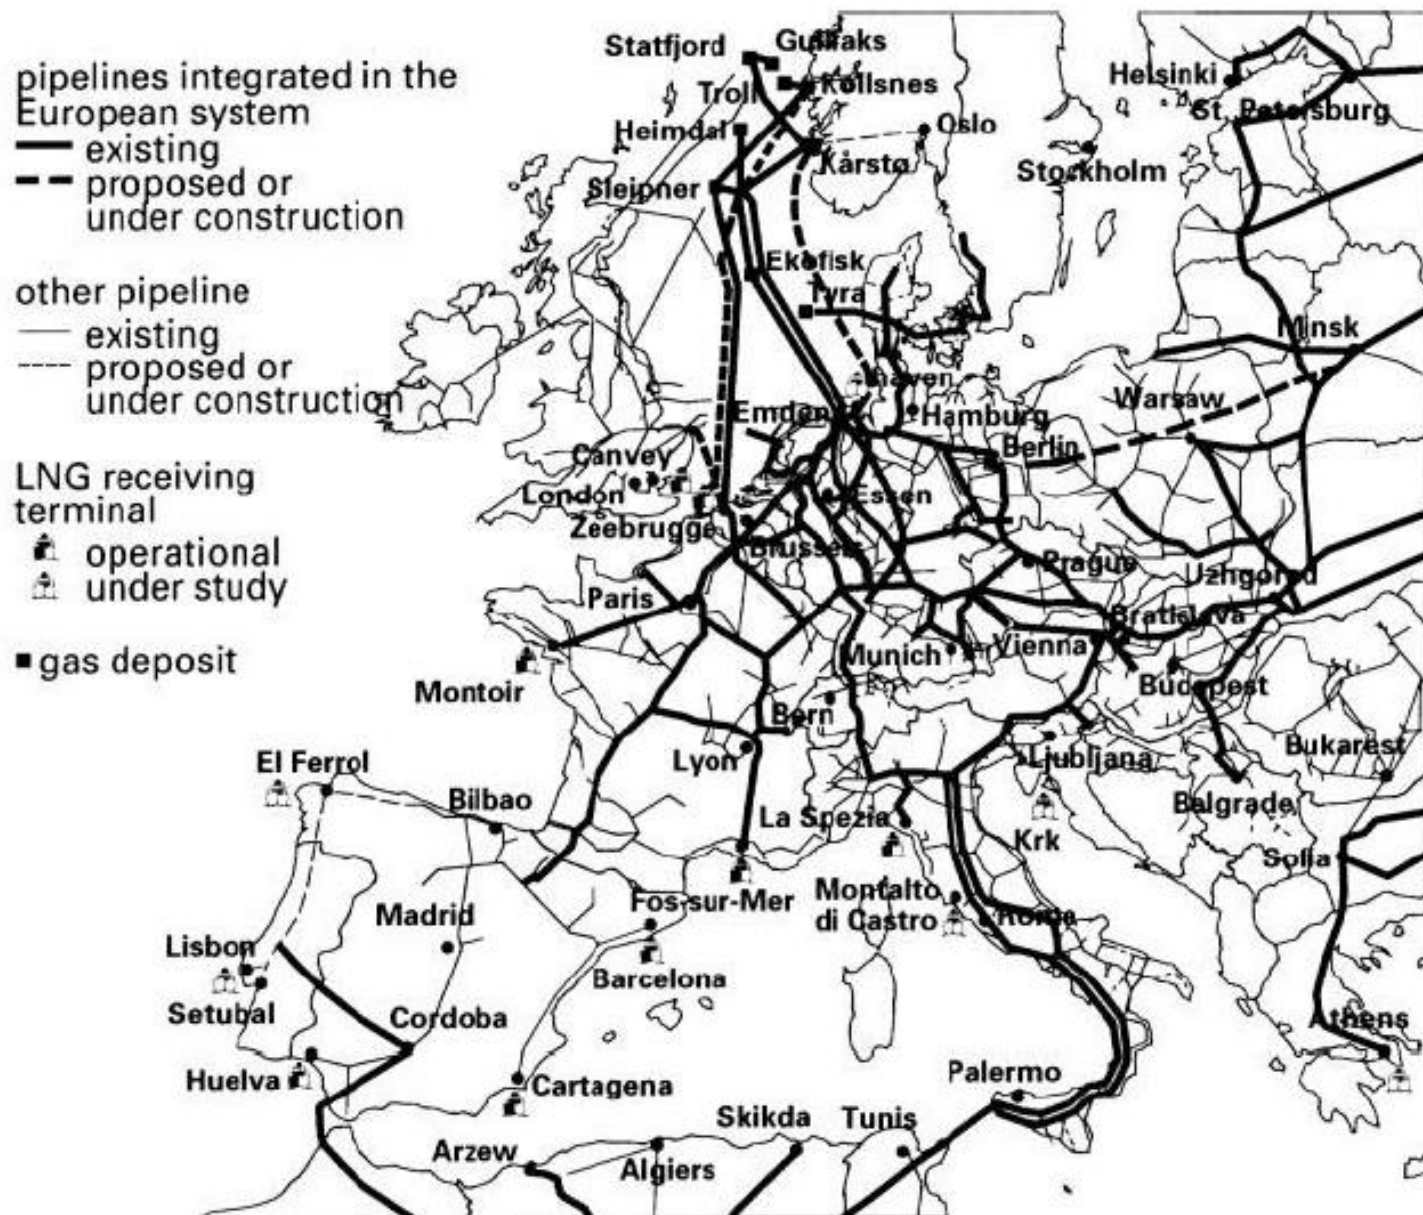 pipelines integrated in the
European system
existing
proposed or
under construction
other pipeline
existing
proposed or
under construction
LNG receiving
terminal
operational
under study
gas deposit
Statfjord
Gullfaks
Troll
Kollsnes
Heimdal
Oslo
Kårstø
Sleipner
Ekofisk
Tyra
Helsinki
St. Petersburg
Stockholm
Minsk
Warsaw
Emden
Hamburg
Berlin
Canvey
London
Essen
Zeebrugge
Brussels
Prague
Uzhgorod
Paris
Bratislava
Munich
Vienna
Budapest
Montoir
Bern
Lyon
Ljubljana
Bukarest
El Ferrol
Bilbao
La Spezia
Belgrade
Krk
Sofia
Madrid
Fos-sur-Mer
Montalto
di Castro
Roma
Lisbon
Barcelona
Setubal
Cordoba
Athens
Huelva
Cartagena
Palermo
Skikda
Tunis
Arzew
Algiers